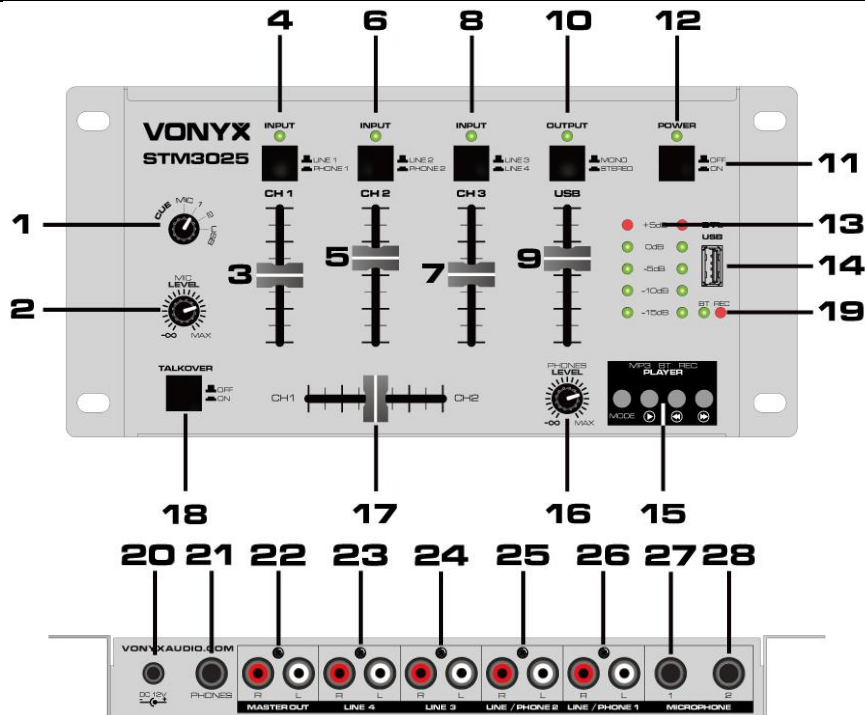 4 6 8 10 12
VONYX
STM3025
INPUT INPUT INPUT OUTPUT POWER
LINE 1
PHONE 1
LINE 2
PHONE 2
LINE 3
LINE 4
MONO
STEREO
OFF
ON
11
CH 1 CH 2 CH 3 USB
1
CUE MIC 1 2 USB
+5dB
13
USB
0dB
14
-5dB
-10dB
-15dB
BT REC
19
3 5 7 9
2
MIC
LEVEL
-∞ MAX
TALKOVER
OFF
ON
CH1 CH2
PHONES
LEVEL
-∞ MAX
MP3 BT REC
PLAYER
MODE
18 17 16 15
20 21 22 23 24 25 26 27 28
VONYXAUDIO.COM
DC 12V
- +
PHONES
R L R L R L R L R L 1 2
MASTER OUT LINE 4 LINE 3 LINE / PHONE 2 LINE / PHONE 1 MICROPHONE